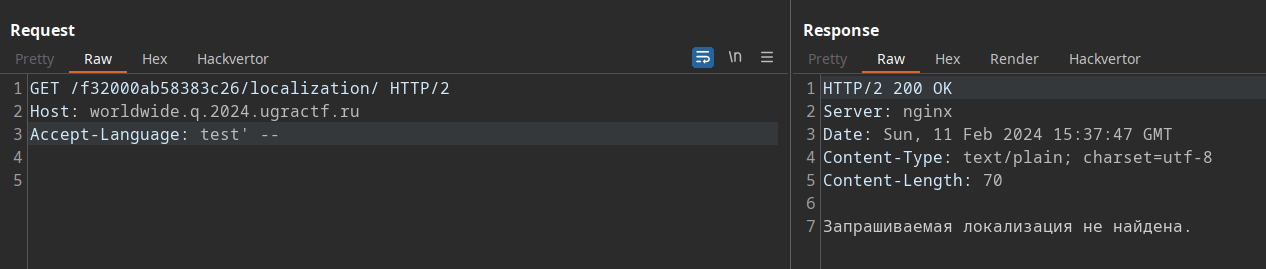 Request
Pretty Raw Hex Hackvertor \n
1 GET /f32000ab58383c26/localization/ HTTP/2
2 Host: worldwide.q.2024.ugractf.ru
3 Accept-Language: test' --
4
5
Response
Pretty Raw Hex Render Hackvertor
1 HTTP/2 200 OK
2 Server: nginx
3 Date: Sun, 11 Feb 2024 15:37:47 GMT
4 Content-Type: text/plain; charset=utf-8
5 Content-Length: 70
6
7 Запрашиваемая локализация не найдена.